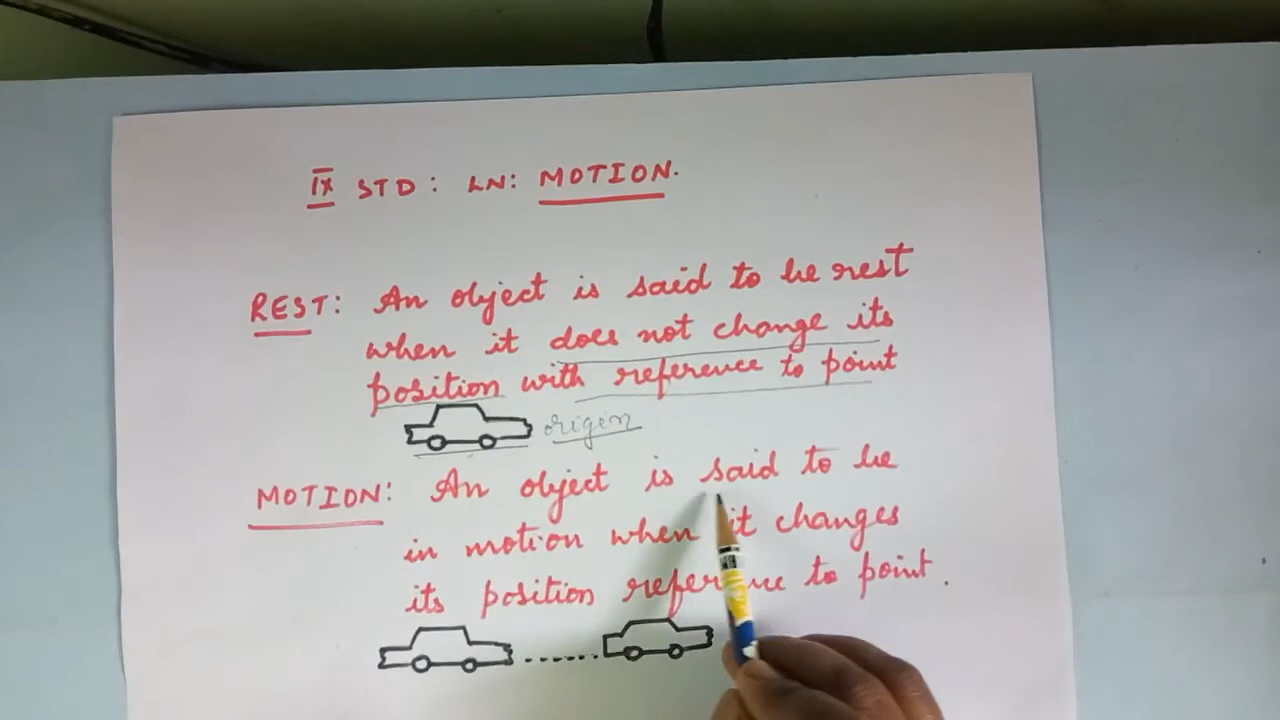 IX STD: LN: MOTION.
REST: An object is said to be rest
when it does not change its
position with reference to point
origin
MOTION: An object is said to be
in motion when it changes
its position reference to point.